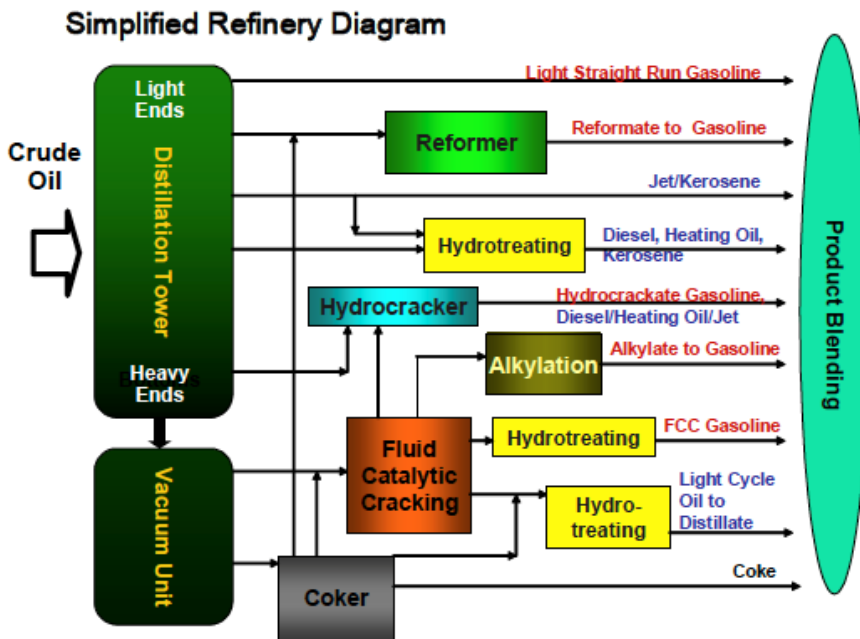 Simplified Refinery Diagram
Light
Ends
Crude
Oil
Distillation Tower
Heavy
Ends
Vacuum Unit
Light Straight Run Gasoline
Reformer
Reformate to Gasoline
Jet/Kerosene
Hydrotreating
Diesel, Heating Oil,
Kerosene
Hydrocracker
Hydrocrackate Gasoline,
Diesel/Heating Oil/Jet
Alkylation
Alkylate to Gasoline
Fluid
Catalytic
Cracking
Hydrotreating
FCC Gasoline
Hydro-
treating
Light Cycle
Oil to
Distillate
Coker
Coke
Product Blending